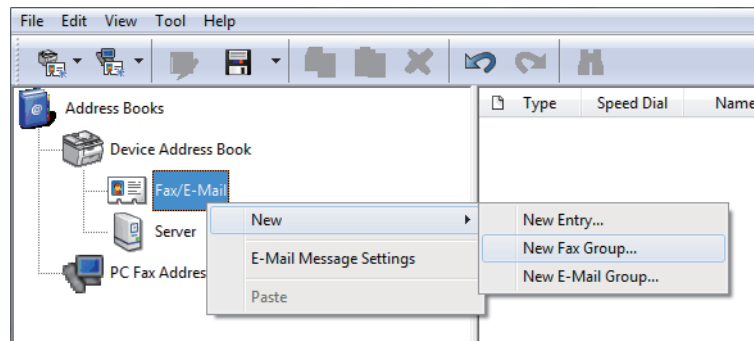 File Edit View Tool Help
Address Books
Type Speed Dial Name
Device Address Book
Fax/E-Mail
New
New Entry...
Server
New Fax Group...
E-Mail Message Settings
New E-Mail Group...
PC Fax Addres
Paste